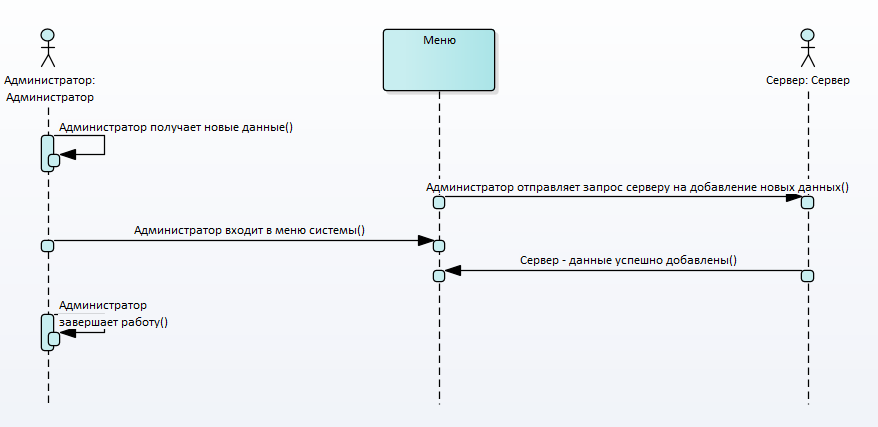 Меню
Администратор:
Администратор
Сервер: Сервер
Администратор получает новые данные()
Администратор отправляет запрос серверу на добавление новых данных()
Администратор входит в меню системы()
Сервер - данные успешно добавлены()
Администратор
завершает работу()